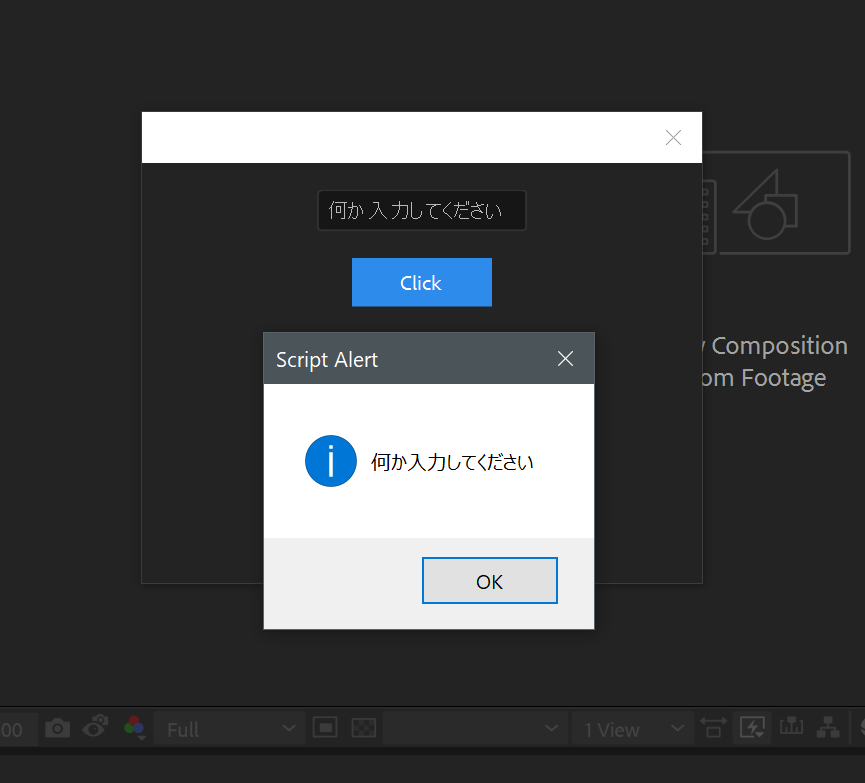 何か入力してください
Click
Script Alert
何か入力してください
OK
Composition
Footage
00
Full
1 View